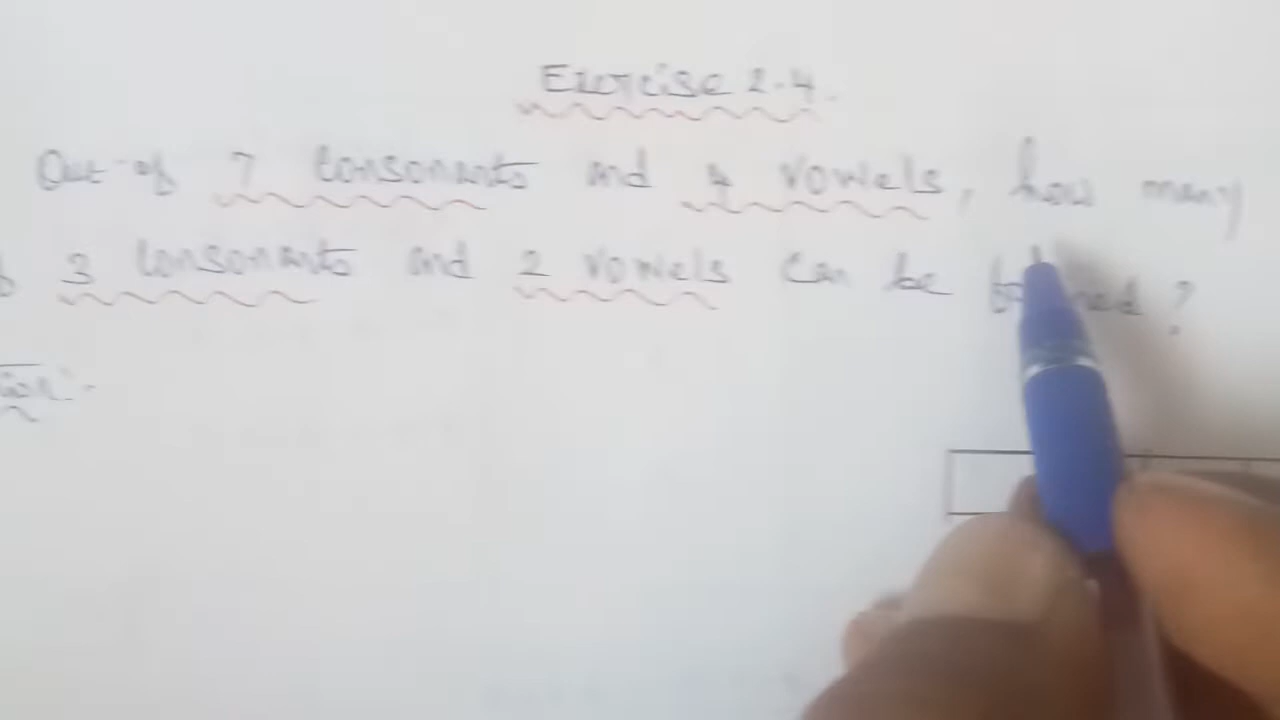 Exercise 2.4.
Out of 7 consonants and 4 vowels, how many
3 consonants and 2 vowels can be ?